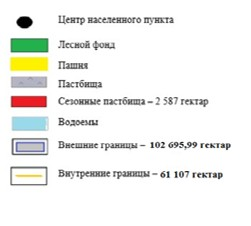 Центр населенного пункта
Лесной фонд
Пашня
Пастбища
Сезонные пастбища – 2 587 гектар
Водоемы
Внешние границы – 102 695,99 гектар
Внутренние границы – 61 107 гектар